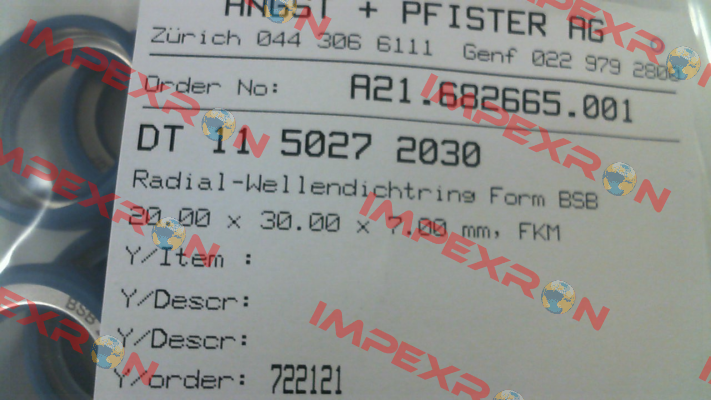 ANGST + PFISTER AG
Zürich 044 306 6111 Genf 022 979 2808
Order No: A21.682665.001
DT 11 5027 2030
Radial-Wellendichtring Form BSB
20.00 x 30.00 x 7.00 mm, FKM
Y/Item :
Y/Descr:
Y/Descr:
Y/order: 722121
BSB
IMPEXRON
IMPEXRON
IMPEXRON
IMPEXRON
IMPEXRON